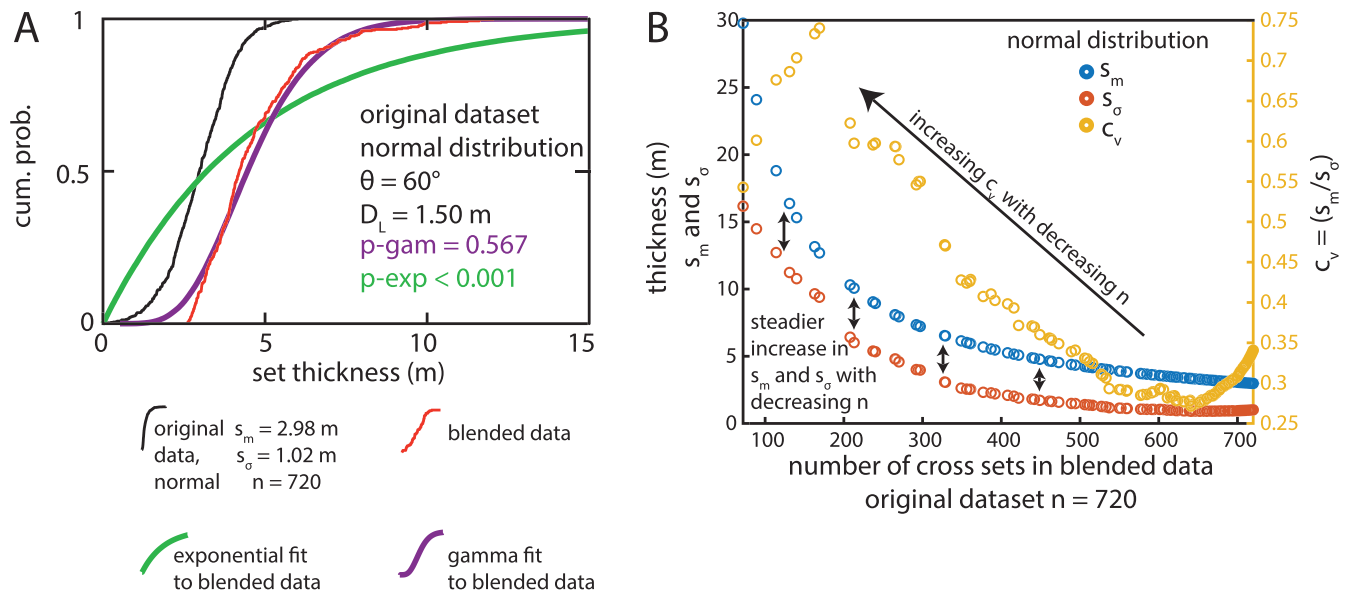 A
1
0.5
0
cum. prob.
0
5
10
15
set thickness (m)
original dataset
normal distribution
θ = 60°
D_L = 1.50 m
p-gam = 0.567
p-exp < 0.001
original s_m = 2.98 m
data, s_σ = 1.02 m
normal n = 720
blended data
exponential fit
to blended data
gamma fit
to blended data
B
30
25
20
15
10
5
0
thickness (m)
s_m and s_σ
normal distribution
s_m
s_σ
c_v
increasing c_v with decreasing n
steadier
increase in
s_m and s_σ with
decreasing n
0.75
0.7
0.65
0.6
0.55
0.5
0.45
0.4
0.35
0.3
0.25
c_v = (s_m/s_σ)
100
200
300
400
500
600
700
number of cross sets in blended data
original dataset n = 720